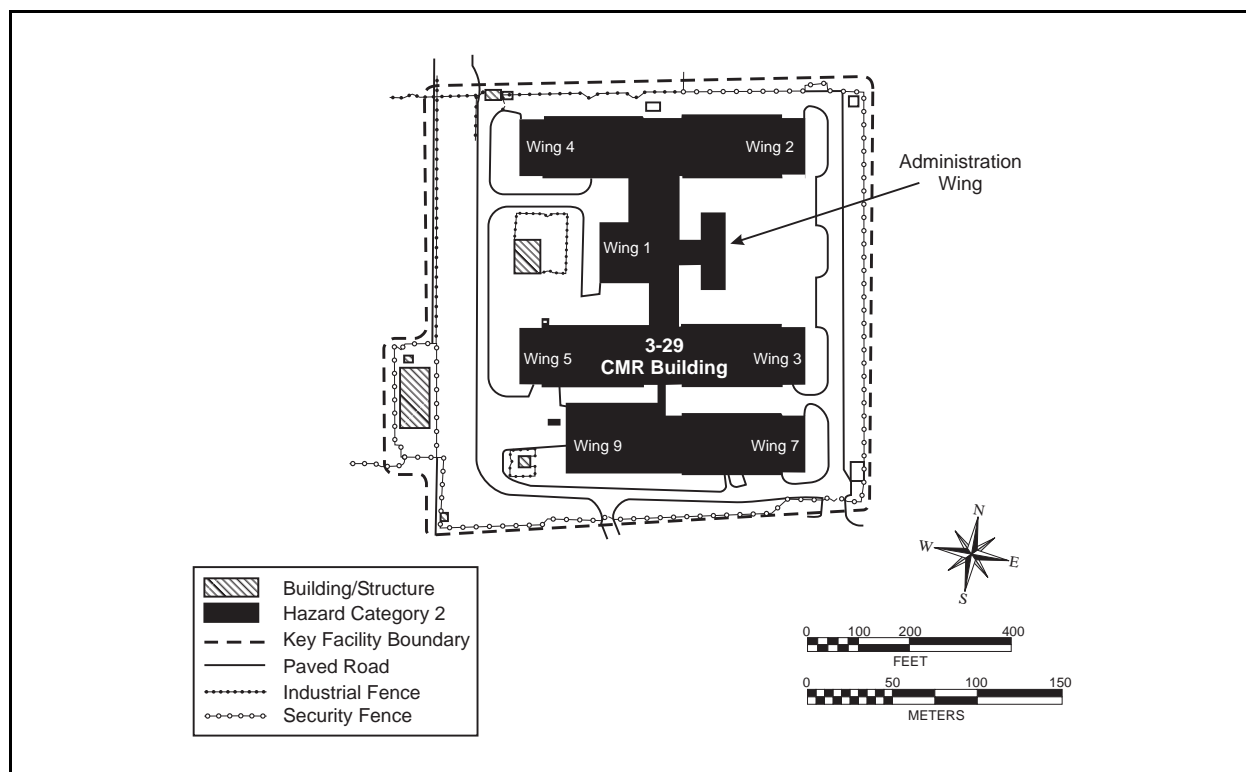 Wing 4
Wing 2
Administration
Wing
Wing 1
3-29
CMR Building
Wing 5
Wing 3
Wing 9
Wing 7
N
W
E
S
Building/Structure
Hazard Category 2
Key Facility Boundary
Paved Road
Industrial Fence
Security Fence
0 100 200 400
FEET
0 50 100 150
METERS